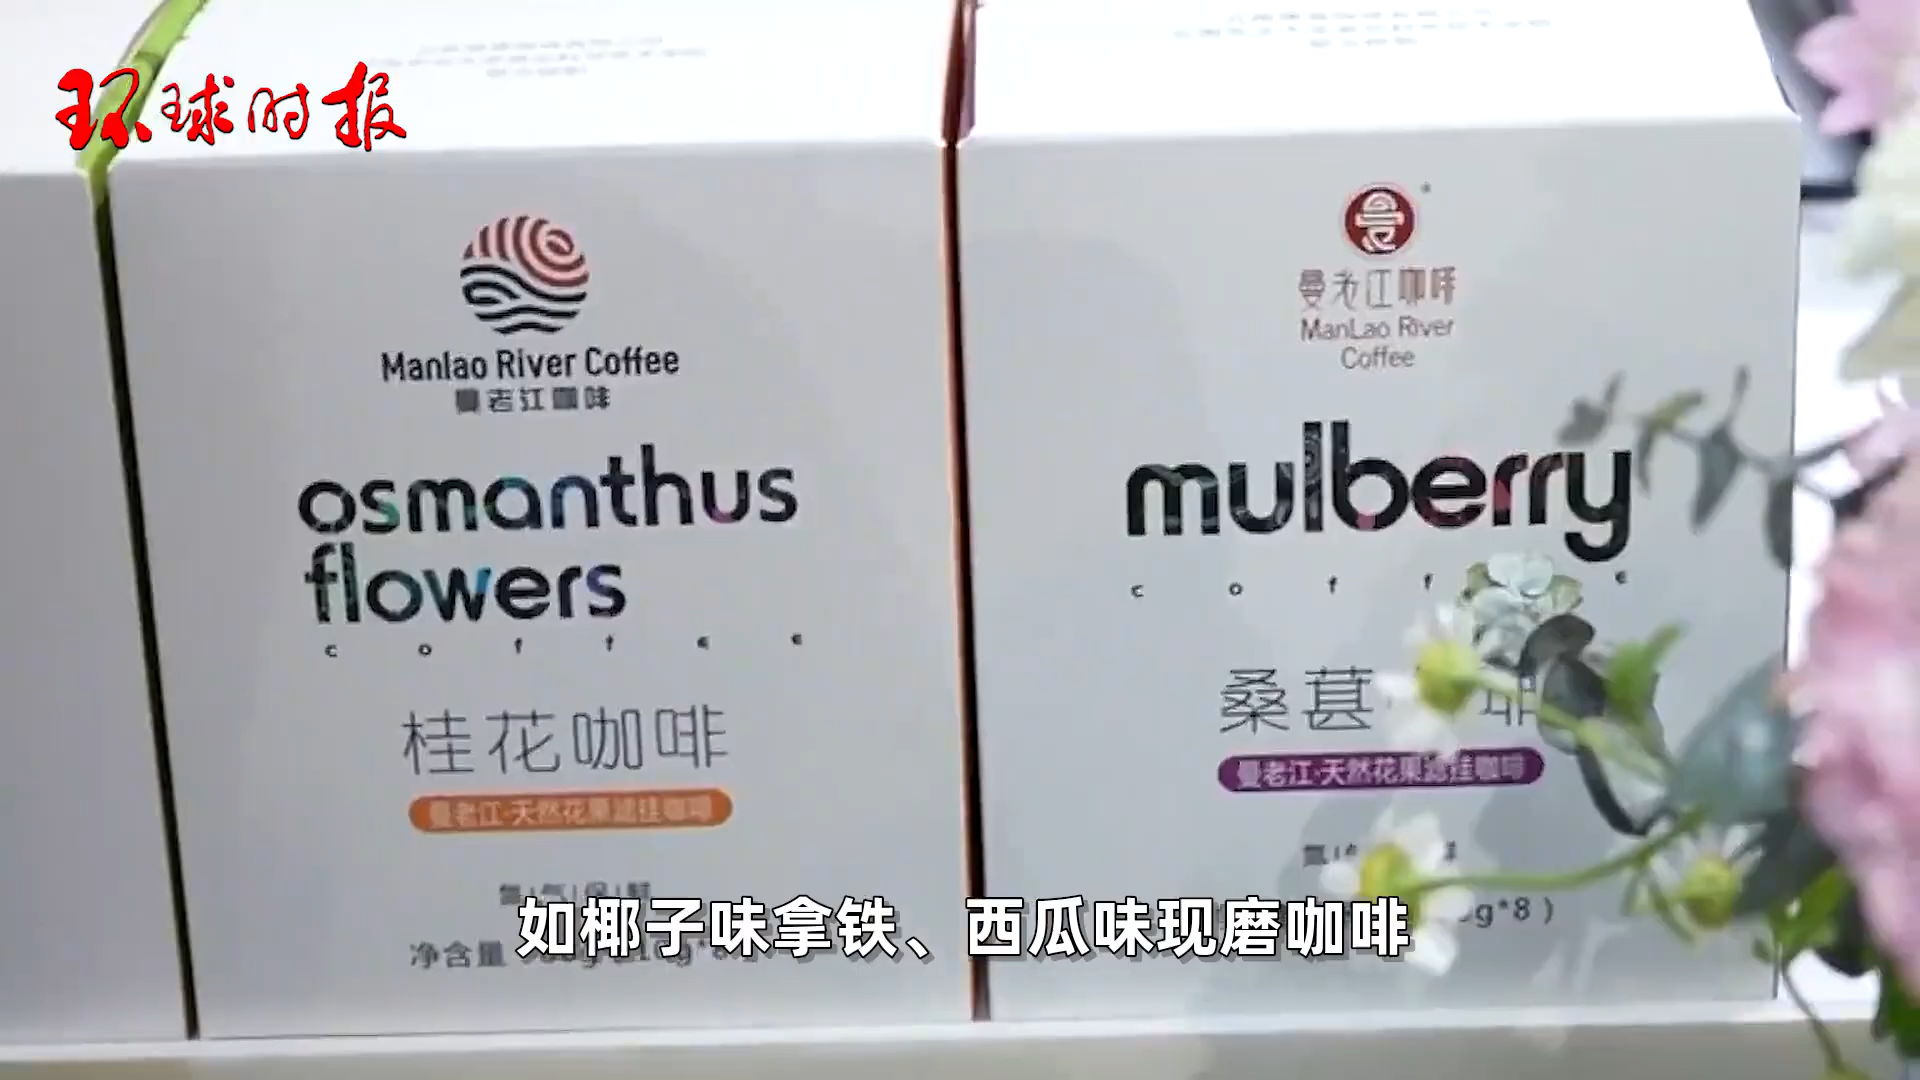 环球时报
Manlao River Coffee
曼老江咖啡
osmanthus
flowers
coffee
桂花咖啡
曼老江·天然花果滤挂咖啡
净含量
曼老江咖啡
ManLao River
Coffee
mulberry
桑葚
曼老江·天然花果滤挂咖啡
g*8)
如椰子味拿铁、西瓜味现磨咖啡